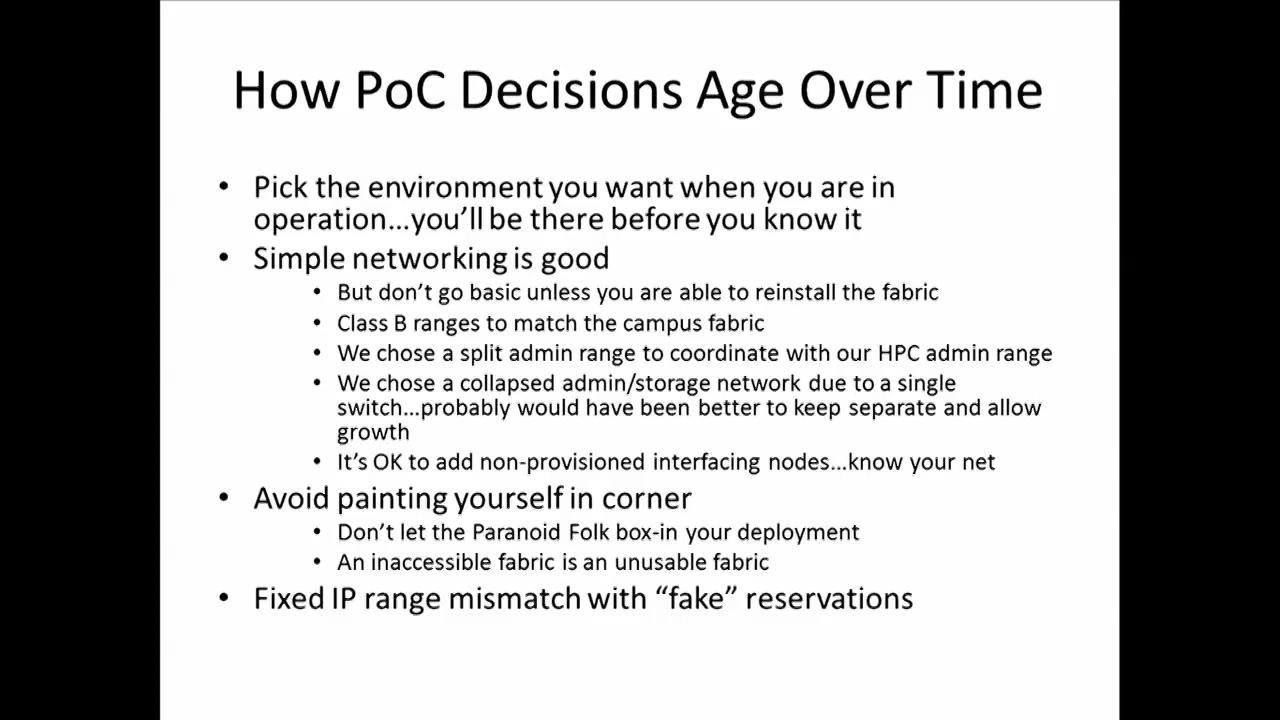 How PoC Decisions Age Over Time
• Pick the environment you want when you are in
operation...you'll be there before you know it
• Simple networking is good
• But don't go basic unless you are able to reinstall the fabric
• Class B ranges to match the campus fabric
• We chose a split admin range to coordinate with our HPC admin range
• We chose a collapsed admin/storage network due to a single
switch...probably would have been better to keep separate and allow
growth
• It's OK to add non-provisioned interfacing nodes...know your net
• Avoid painting yourself in corner
• Don't let the Paranoid Folk box-in your deployment
• An inaccessible fabric is an unusable fabric
• Fixed IP range mismatch with "fake" reservations